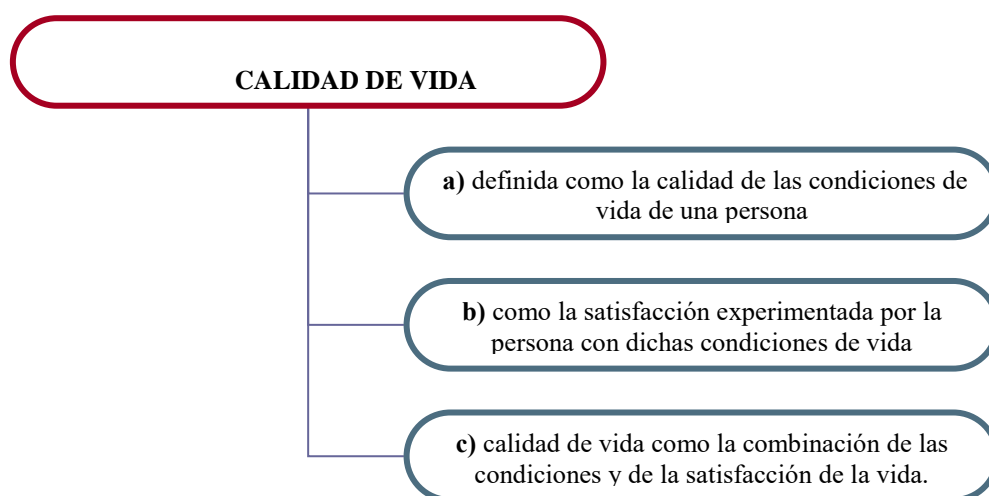 CALIDAD DE VIDA
a) definida como la calidad de las condiciones de
vida de una persona
b) como la satisfacción experimentada por la
persona con dichas condiciones de vida
c) calidad de vida como la combinación de las
condiciones y de la satisfacción de la vida.